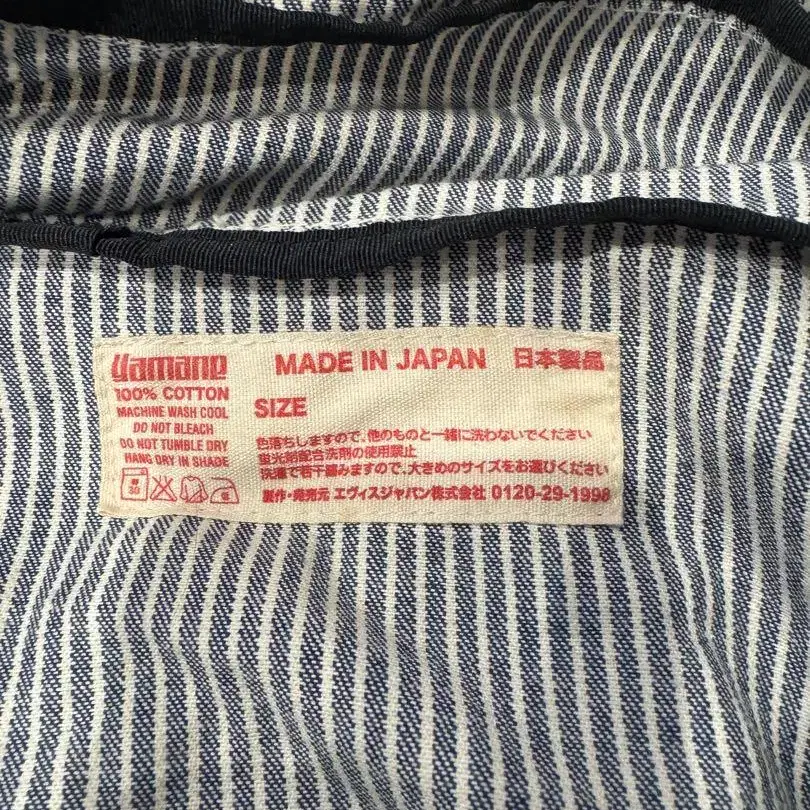 yamane
MADE IN JAPAN 日本製品
100% COTTON
MACHINE WASH COOL
DO NOT BLEACH
DO NOT TUMBLE DRY
HANG DRY IN SHADE
SIZE
色落ちしますので、他のものと一緒に洗わないでください
蛍光剤配合洗剤の使用禁止
洗濯で若干縮みますので、大きめのサイズをお選びください
製作・発売元 エヴィスジャパン株式会社 0120-29-1998
30